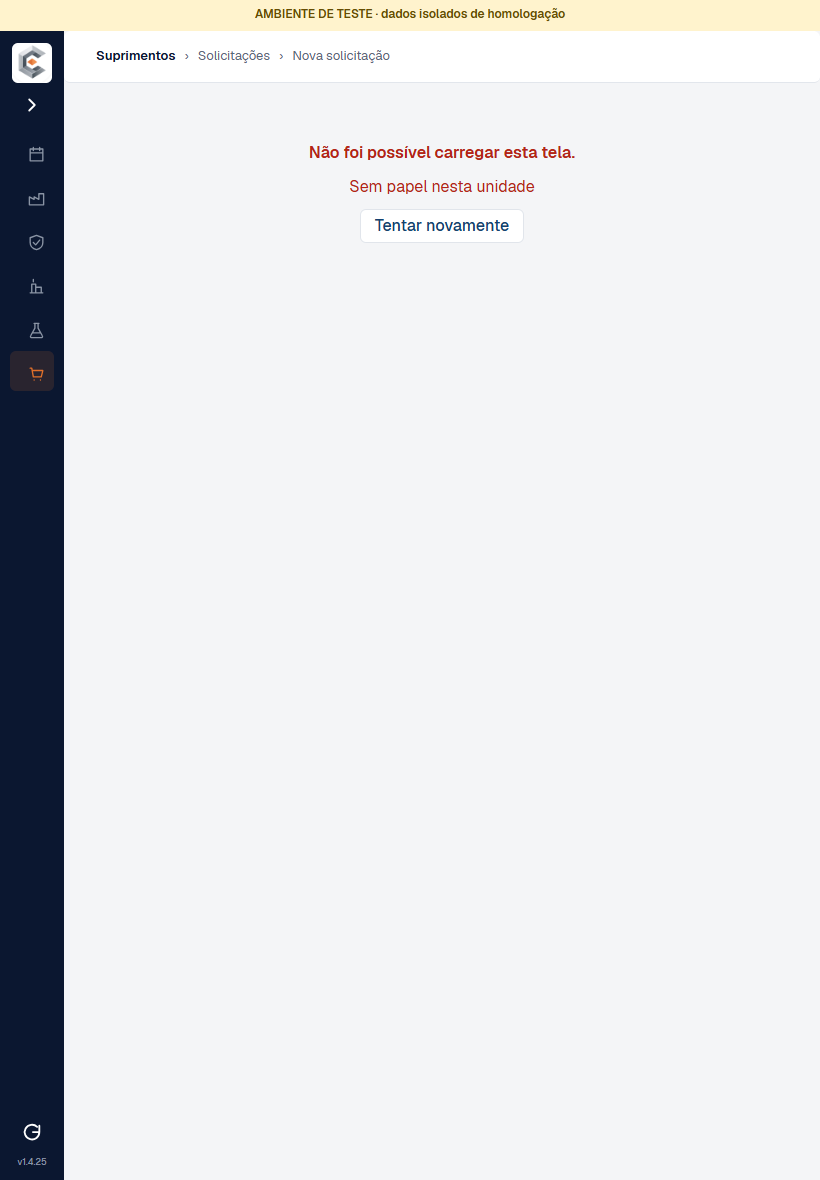 AMBIENTE DE TESTE · dados isolados de homologação
Suprimentos › Solicitações › Nova solicitação
Não foi possível carregar esta tela.
Sem papel nesta unidade
Tentar novamente
v1.4.25